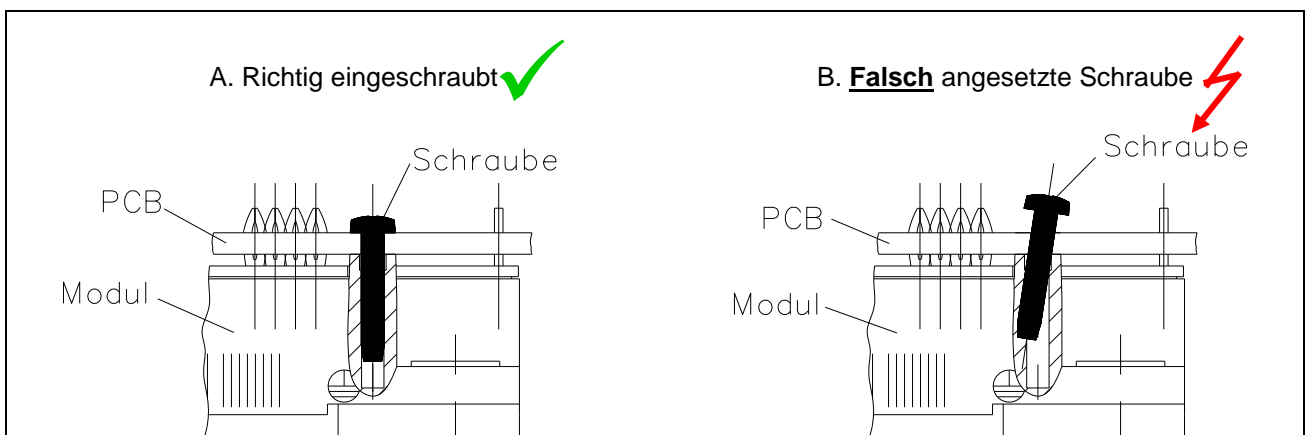 A. Richtig eingeschraubt
Schraube
PCB
Modul
B. Falsch angesetzte Schraube
Schraube
PCB
Modul